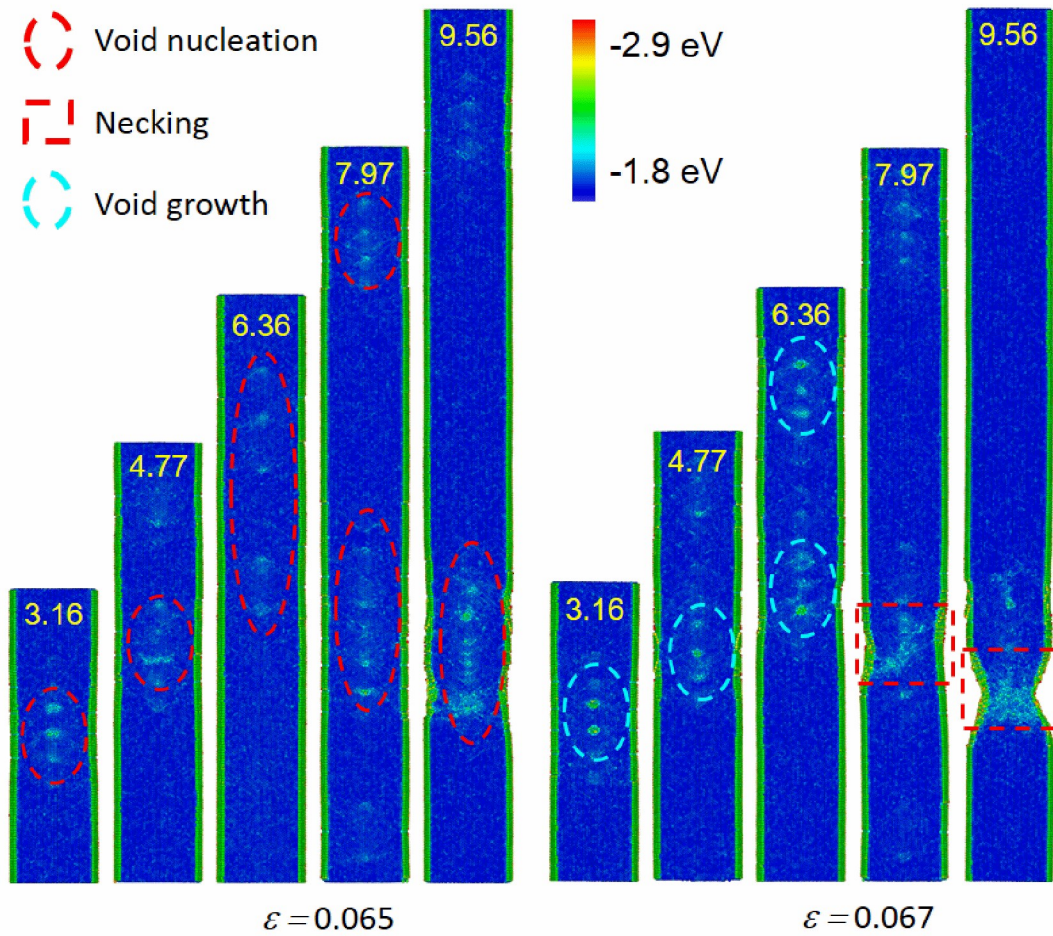 Void nucleation
Necking
Void growth
-2.9 eV
-1.8 eV
3.16
4.77
6.36
7.97
9.56
3.16
4.77
6.36
7.97
9.56
ε = 0.065
ε = 0.067